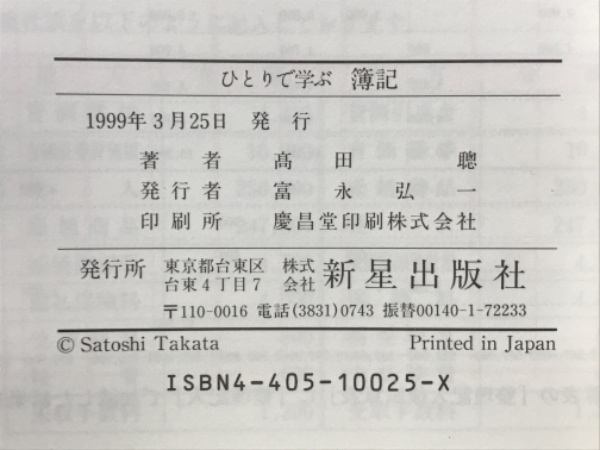 ひとりで学ぶ 簿記
1999年3月25日 発行
著者 髙田聰
発行者 富永弘一
印刷所 慶昌堂印刷株式会社
発行所 東京都台東区台東4丁目7 株式会社 新星出版社
〒110-0016 電話(3831)0743 振替00140-1-72233
© Satoshi Takata Printed in Japan
ISBN4-405-10025-X